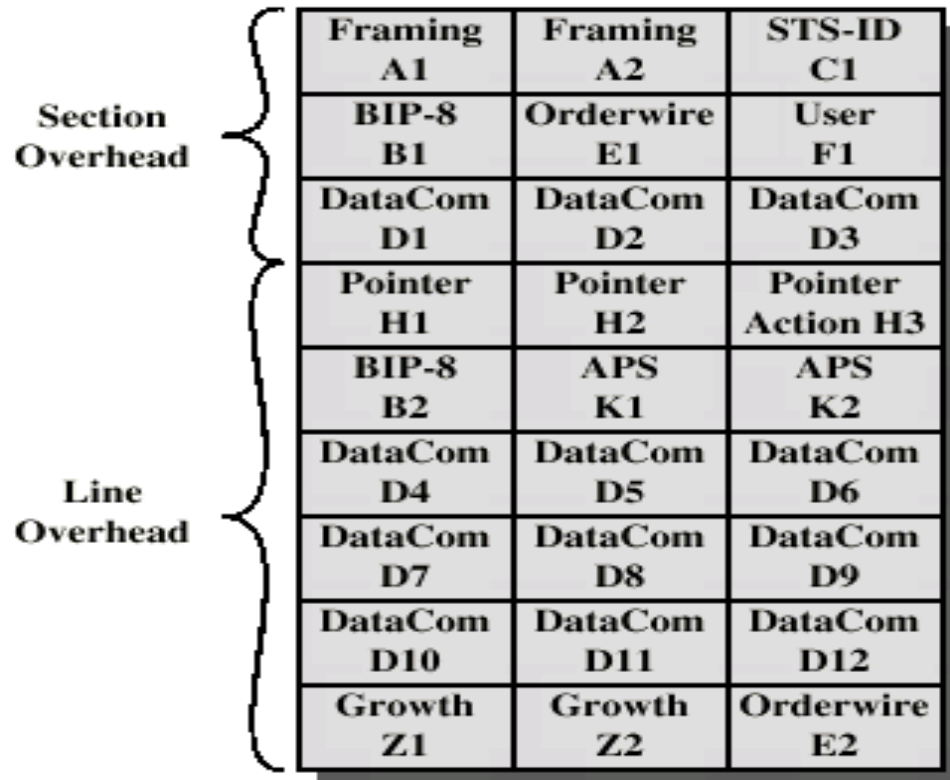 Framing Framing STS-ID
A1 A2 C1
Section
Overhead
BIP-8 Orderwire User
B1 E1 F1
DataCom DataCom DataCom
D1 D2 D3
Pointer Pointer Pointer
H1 H2 Action H3
BIP-8 APS APS
B2 K1 K2
Line
Overhead
DataCom DataCom DataCom
D4 D5 D6
DataCom DataCom DataCom
D7 D8 D9
DataCom DataCom DataCom
D10 D11 D12
Growth Growth Orderwire
Z1 Z2 E2